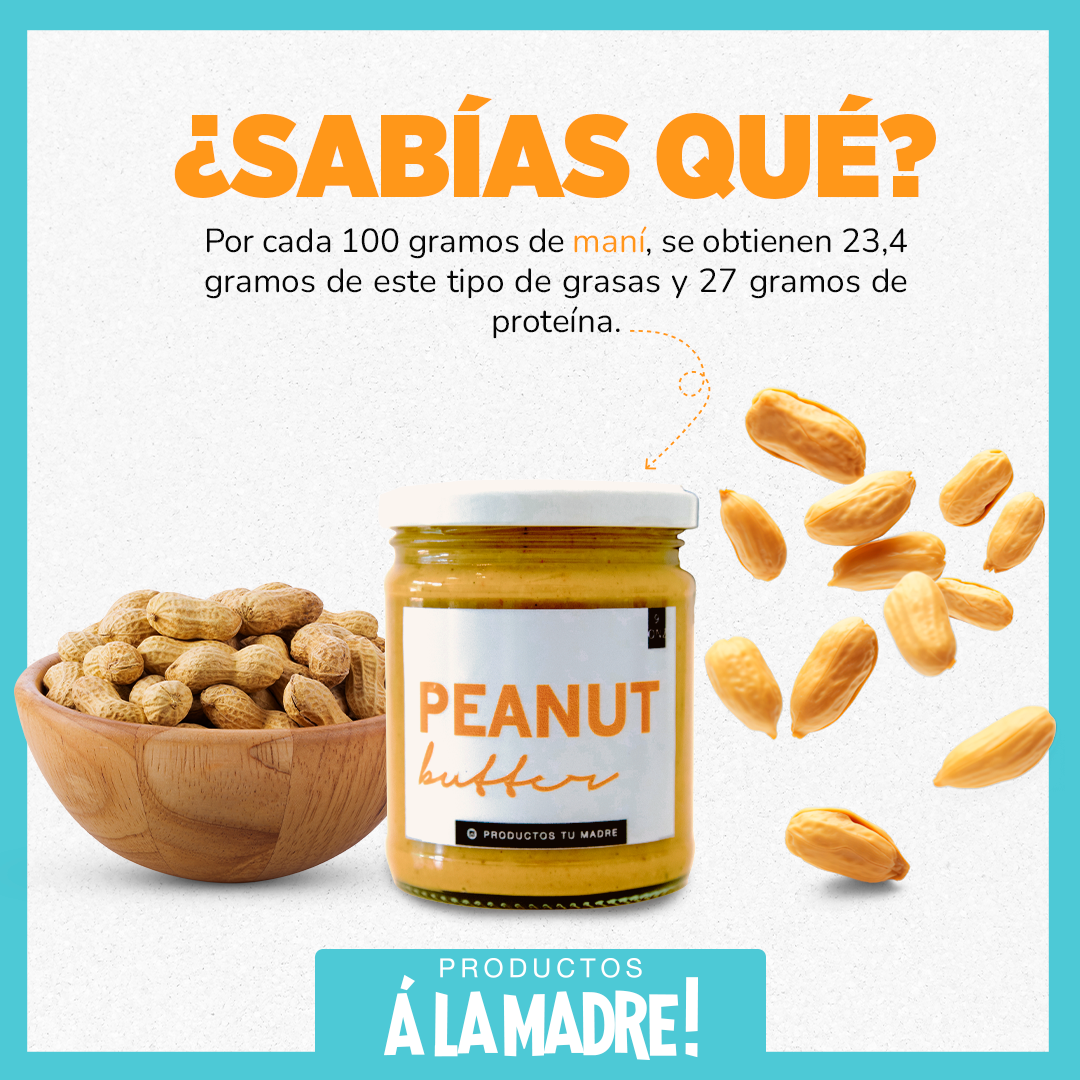 ¿SABÍAS QUÉ?
Por cada 100 gramos de maní, se obtienen 23,4
gramos de este tipo de grasas y 27 gramos de
proteína.
PEANUT
butter
PRODUCTOS TU MADRE
PRODUCTOS
Á LA MADRE!